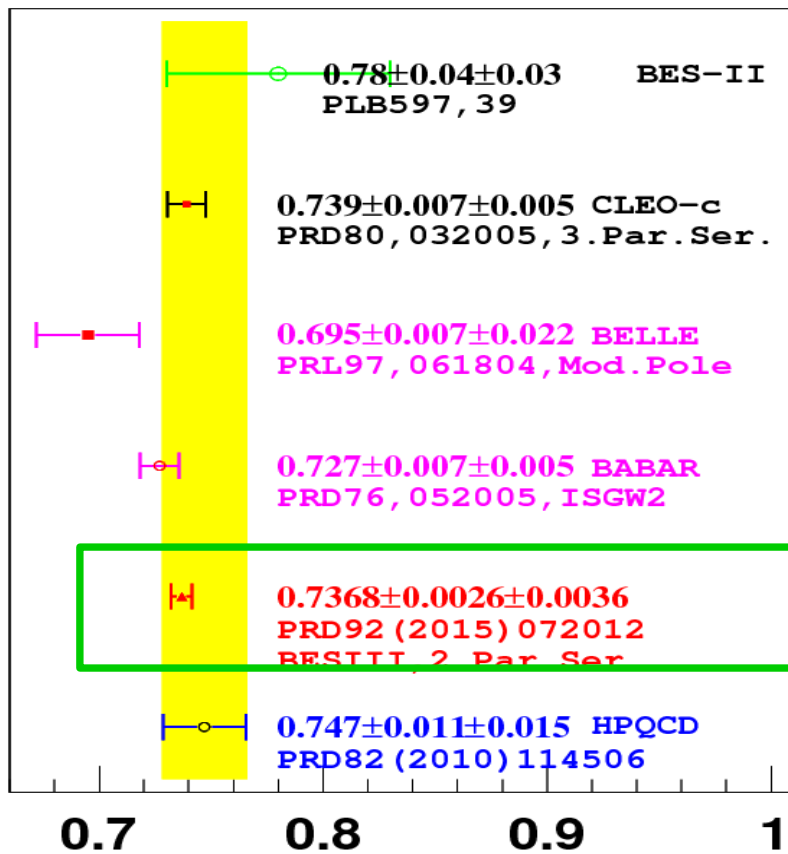 0.78±0.04±0.03 BES-II
PLB597,39
0.739±0.007±0.005 CLEO-c
PRD80,032005,3.Par.Ser.
0.695±0.007±0.022 BELLE
PRL97,061804,Mod.Pole
0.727±0.007±0.005 BABAR
PRD76,052005,ISGW2
0.7368±0.0026±0.0036
PRD92(2015)072012
BESIII,2.Par.Ser.
0.747±0.011±0.015 HPQCD
PRD82(2010)114506
0.7 0.8 0.9 1